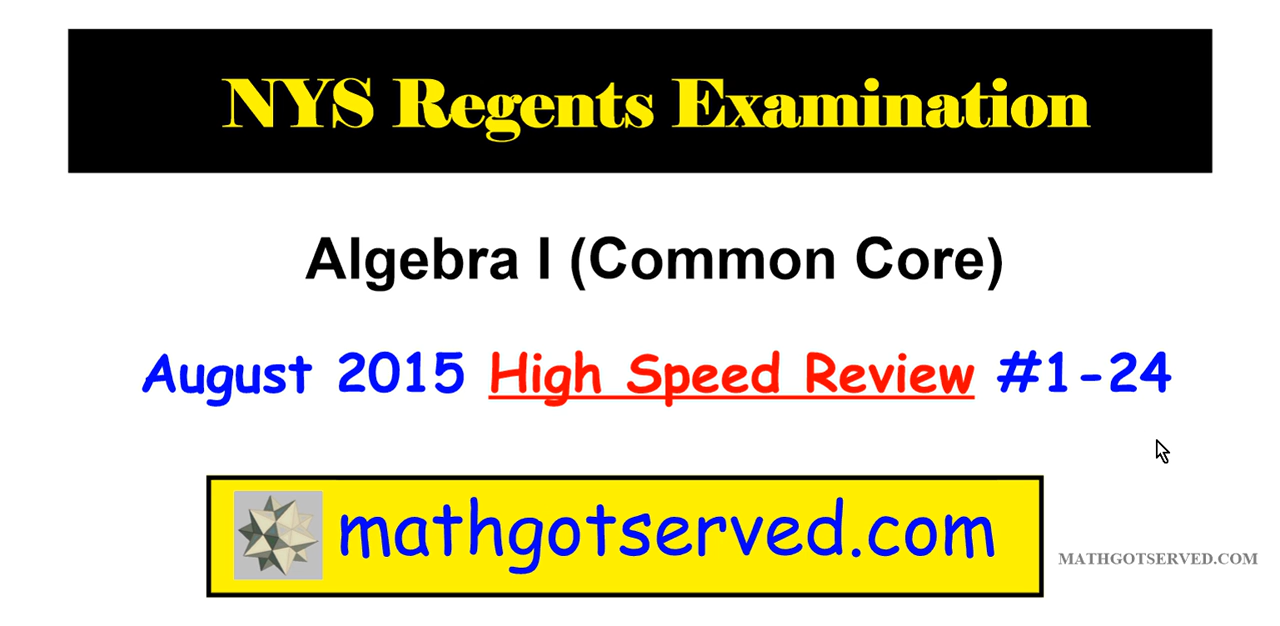 NYS Regents Examination
Algebra I (Common Core)
August 2015 High Speed Review #1-24
mathgotserved.com
MATHGOTSERVED.COM